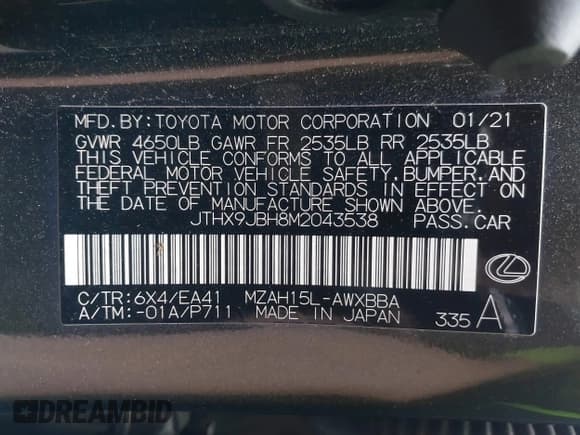 MFD.BY:TOYOTA MOTOR CORPORATION 01/21
GVWR 4650LB GAWR FR 2535LB RR 2535LB
THIS VEHICLE CONFORMS TO ALL APPLICABLE
FEDERAL MOTOR VEHICLE SAFETY,BUMPER,AND
THEFT PREVENTION STANDARDS IN EFFECT ON
THE DATE OF MANUFACTURE SHOWN ABOVE.
JTHX9JBH8M2043538 PASS.CAR
C/TR:6X4/EA41 MZAH15L-AWXBBA
A/TM:-01A/P711 MADE IN JAPAN 335 A
DREAMBID